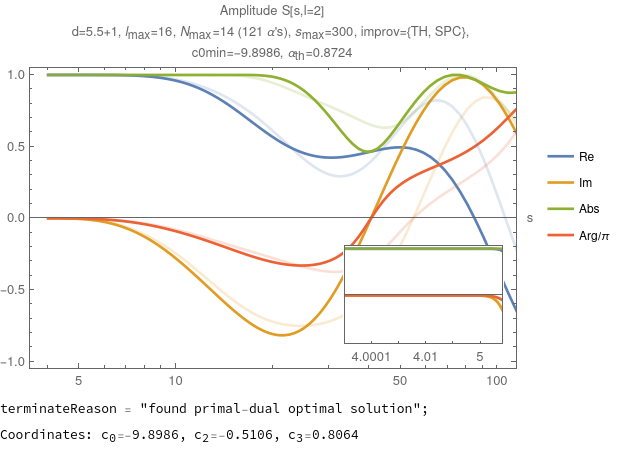 Amplitude S[s,l=2]
d=5.5+1, lmax=16, Nmax=14 (121 α's), smax=300, improv={TH, SPC},
c0min=−9.8986, αth=0.8724
1.0
0.5
0.0
−0.5
−1.0
s
Re
Im
Abs
Arg/π
4.0001 4.01 5
5 10 50 100
terminateReason = "found primal-dual optimal solution";
Coordinates: c0=-9.8986, c2=-0.5106, c3=0.8064